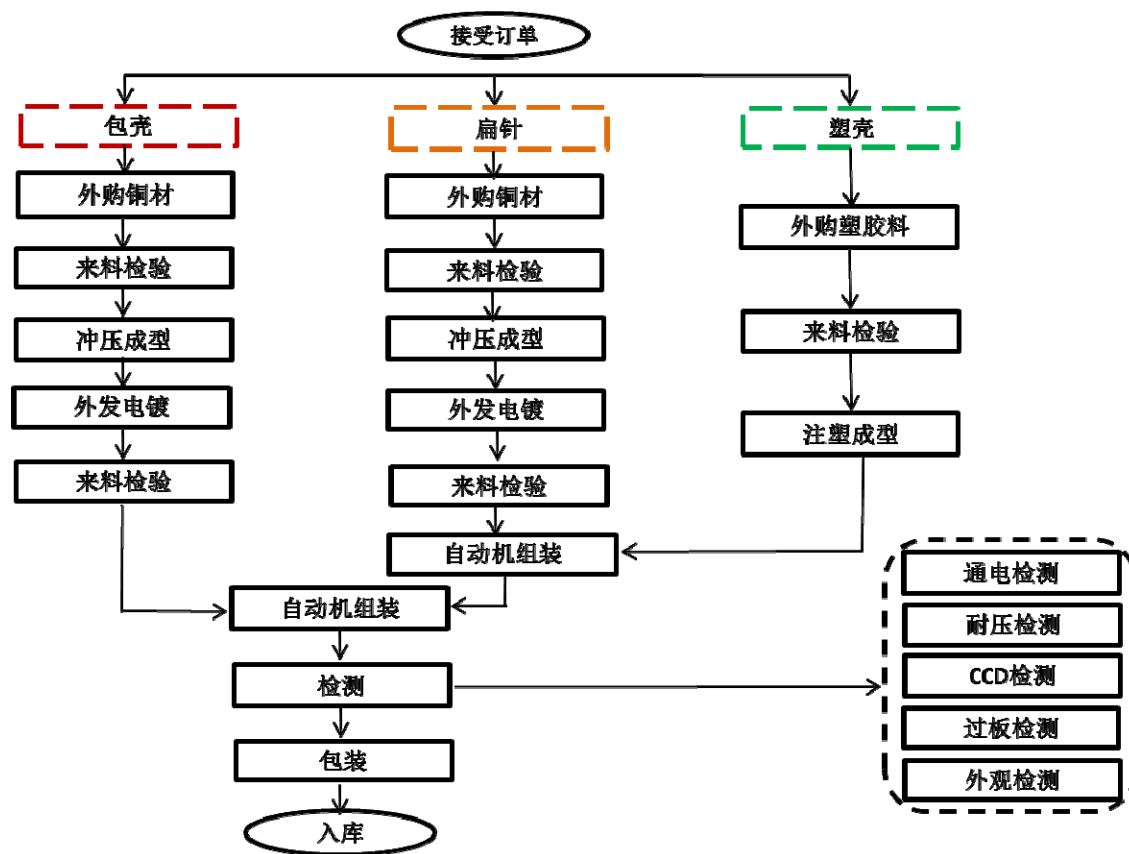 接受订单
包壳
扁针
塑壳
外购铜材
外购铜材
外购塑胶料
来料检验
来料检验
来料检验
冲压成型
冲压成型
外发电镀
外发电镀
注塑成型
来料检验
来料检验
自动机组装
自动机组装
检测
包装
入库
通电检测
耐压检测
CCD检测
过板检测
外观检测